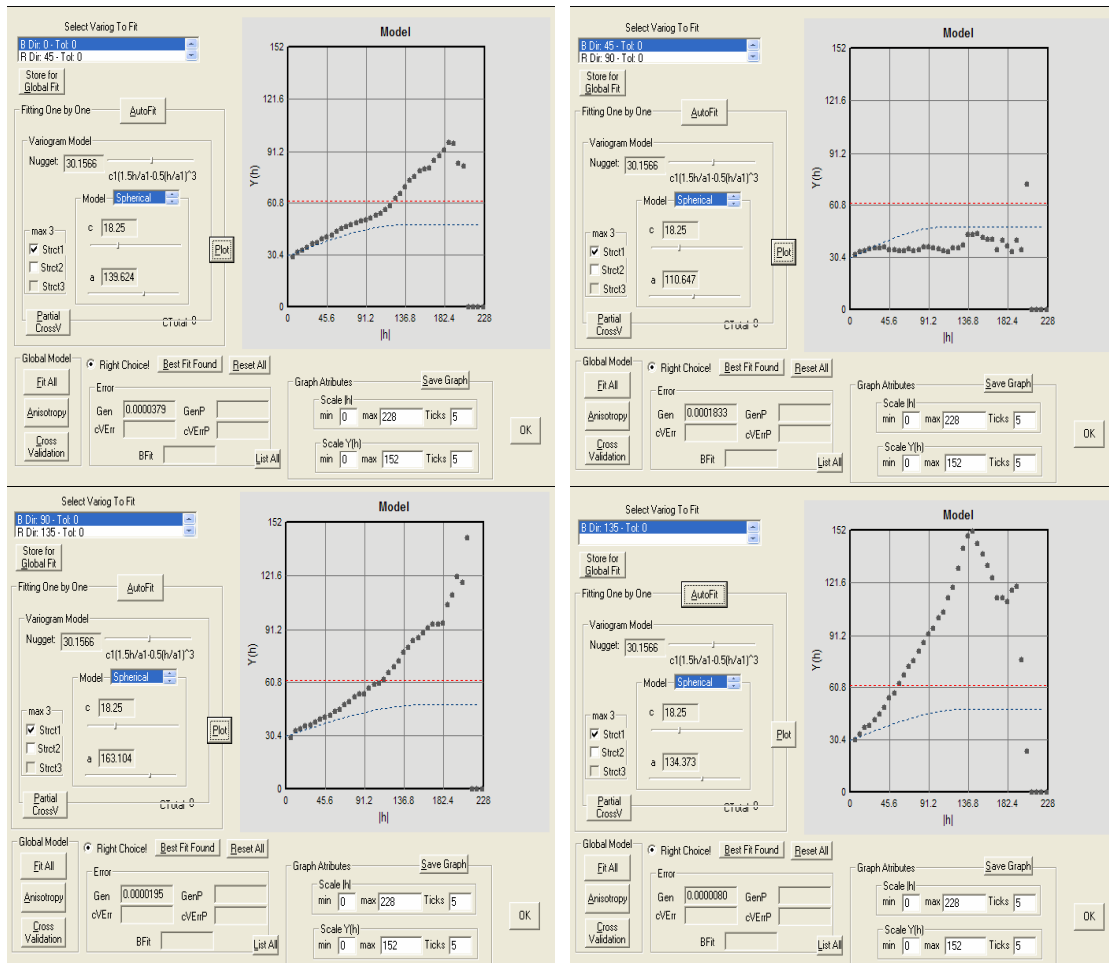 Select Variog To Fit
B Dir: 0 - Tol: 0
R Dir: 45 - Tol: 0
Store for
Global Fit
Fitting One by One
AutoFit
Variogram Model
Nugget: 30.1566
c1(1.5h/a1-0.5(h/a1)^3
Model Spherical
c 18.25
max 3
Strct1
Strct2
Strct3
a 139.624
Plot
Partial
CrossV
CTotal 0
Model
Y(h)
152
121.6
91.2
60.8
30.4
0
0 45.6 91.2 136.8 182.4 228
|h|
Global Model
Fit All
Anisotropy
Cross
Validation
Right Choice! Best Fit Found Reset All
Error
Gen 0.0000379 GenP
cVErr cVErrP
BFit List All
Graph Atributes Save Graph
Scale |h|
min 0 max 228 Ticks 5
Scale Y(h)
min 0 max 152 Ticks 5
OK
Select Variog To Fit
B Dir: 45 - Tol: 0
R Dir: 90 - Tol: 0
Store for
Global Fit
Fitting One by One
AutoFit
Variogram Model
Nugget: 30.1566
c1(1.5h/a1-0.5(h/a1)^3
Model Spherical
c 18.25
max 3
Strct1
Strct2
Strct3
a 110.647
Plot
Partial
CrossV
CTotal 0
Model
Y(h)
152
121.6
91.2
60.8
30.4
0
0 45.6 91.2 136.8 182.4 228
|h|
Global Model
Fit All
Anisotropy
Cross
Validation
Right Choice! Best Fit Found Reset All
Error
Gen 0.0001833 GenP
cVErr cVErrP
BFit List All
Graph Atributes Save Graph
Scale |h|
min 0 max 228 Ticks 5
Scale Y(h)
min 0 max 152 Ticks 5
OK
Select Variog To Fit
B Dir: 90 - Tol: 0
R Dir: 135 - Tol: 0
Store for
Global Fit
Fitting One by One
AutoFit
Variogram Model
Nugget: 30.1566
c1(1.5h/a1-0.5(h/a1)^3
Model Spherical
c 18.25
max 3
Strct1
Strct2
Strct3
a 163.104
Plot
Partial
CrossV
CTotal 0
Model
Y(h)
152
121.6
91.2
60.8
30.4
0
0 45.6 91.2 136.8 182.4 228
|h|
Global Model
Fit All
Anisotropy
Cross
Validation
Right Choice! Best Fit Found Reset All
Error
Gen 0.0000195 GenP
cVErr cVErrP
BFit List All
Graph Atributes Save Graph
Scale |h|
min 0 max 228 Ticks 5
Scale Y(h)
min 0 max 152 Ticks 5
OK
Select Variog To Fit
B Dir: 135 - Tol: 0
Store for
Global Fit
Fitting One by One
AutoFit
Variogram Model
Nugget: 30.1566
c1(1.5h/a1-0.5(h/a1)^3
Model Spherical
c 18.25
max 3
Strct1
Strct2
Strct3
a 134.373
Plot
Partial
CrossV
CTotal 0
Model
Y(h)
152
121.6
91.2
60.8
30.4
0
0 45.6 91.2 136.8 182.4 228
|h|
Global Model
Fit All
Anisotropy
Cross
Validation
Right Choice! Best Fit Found Reset All
Error
Gen 0.0000080 GenP
cVErr cVErrP
BFit List All
Graph Atributes Save Graph
Scale |h|
min 0 max 228 Ticks 5
Scale Y(h)
min 0 max 152 Ticks 5
OK